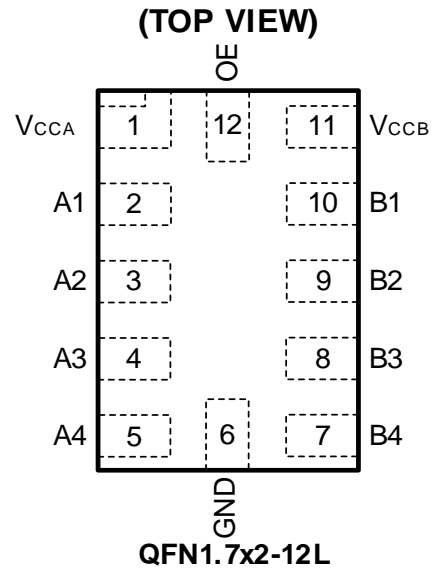 (TOP VIEW)
OE
VCCA 1 12 11 VCCB
A1 2 10 B1
A2 3 9 B2
A3 4 8 B3
A4 5 6 7 B4
GND
QFN1.7x2-12L